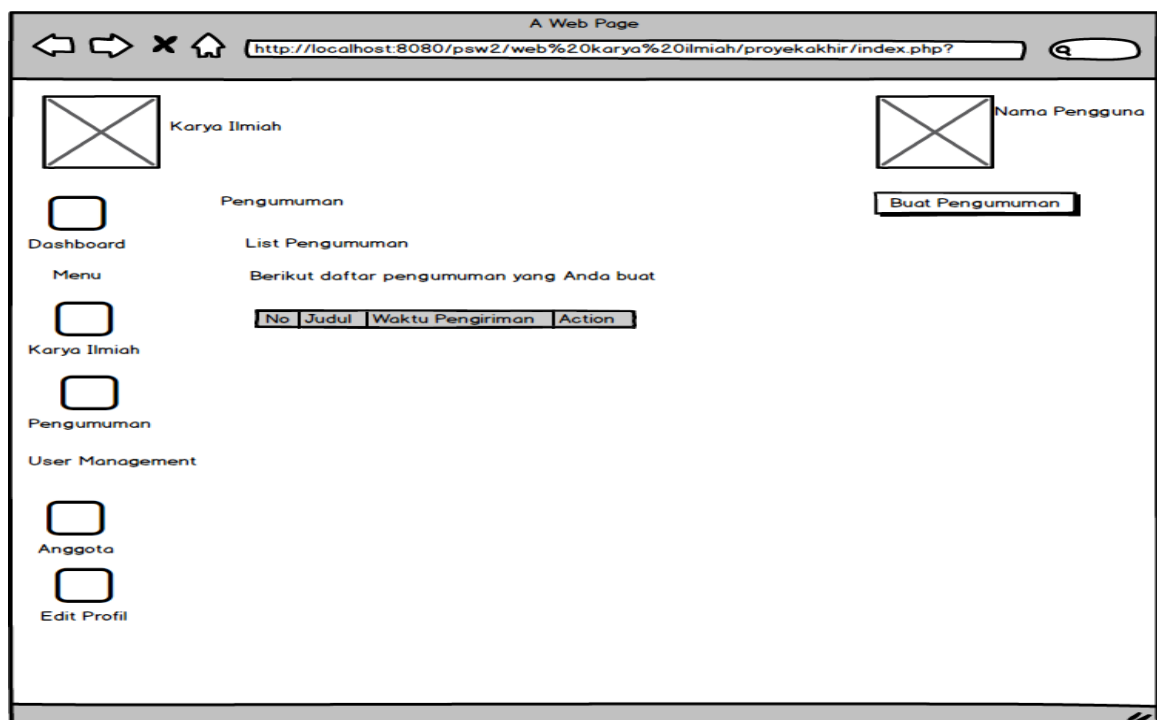 A Web Page
http://localhost:8080/psw2/web%20karya%20ilmiah/proyekakhir/index.php?
Karya Ilmiah
Nama Pengguna
Pengumuman
Buat Pengumuman
Dashboard
List Pengumuman
Menu
Berikut daftar pengumuman yang Anda buat
No Judul Waktu Pengiriman Action
Karya Ilmiah
Pengumuman
User Management
Anggota
Edit Profil